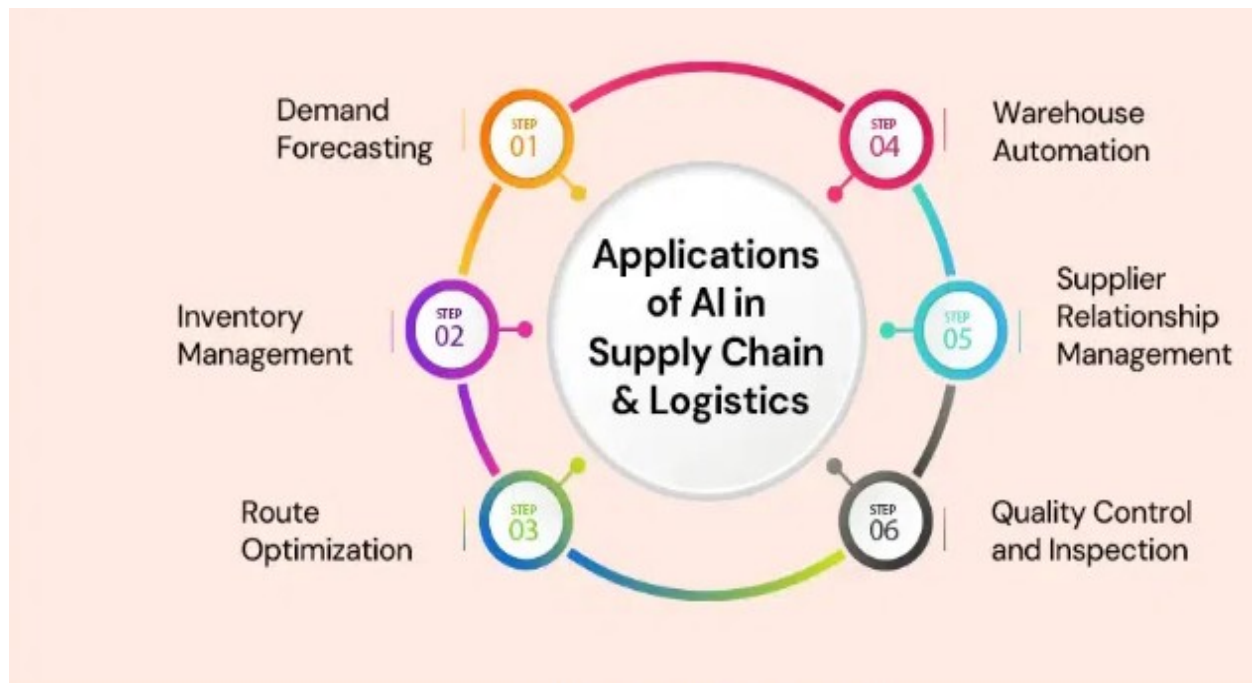 Demand
Forecasting
STEP
01
Inventory
Management
STEP
02
Route
Optimization
STEP
03
Applications
of AI in
Supply Chain
& Logistics
STEP
04
Warehouse
Automation
STEP
05
Supplier
Relationship
Management
STEP
06
Quality Control
and Inspection